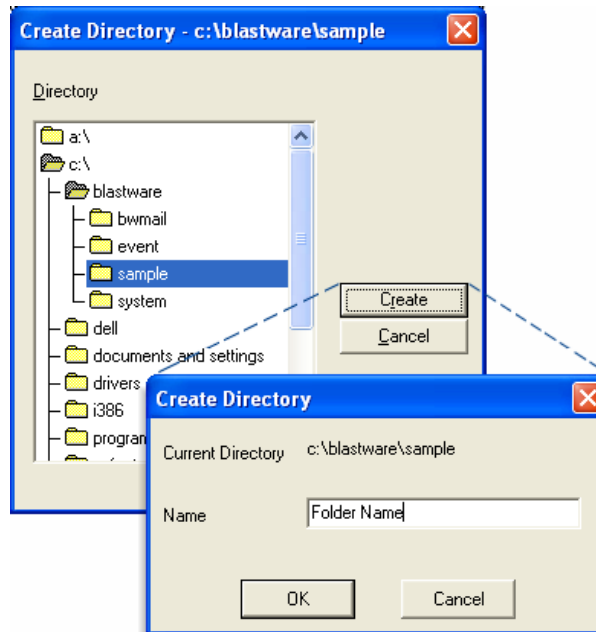 Create Directory - c:\blastware\sample
Directory
a:\
c:\
blastware
bwmail
event
sample
system
dell
documents and settings
drivers
i386
Create
Cancel
Create Directory
Current Directory c:\blastware\sample
Name Folder Name
OK Cancel